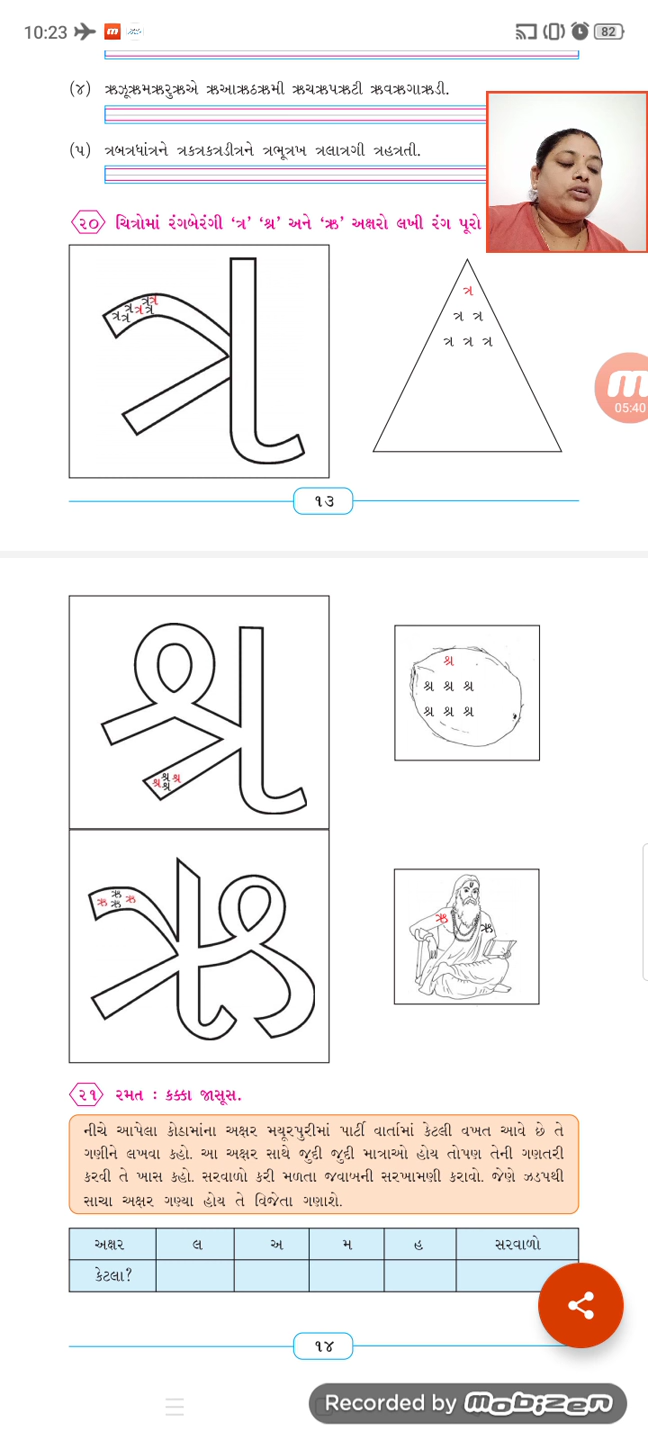 10:23
82
(૪) ઋઝૂઋમઋરુઋએ ઋઆઋઠઋમી ઋચઋપઋટી ઋવઋગાઋડી.
(૫) ત્રબત્રધાંત્રને ત્રકત્રકત્રડીત્રને ત્રભૂત્રખ ત્રલાત્રગી ત્રહત્રતી.
૨૦ ચિત્રોમાં રંગબેરંગી ‘ત્ર’ ‘શ્ર’ અને ‘ઋ’ અક્ષરો લખી રંગ પૂરો
ત્ર
ત્ર ત્ર ત્ર ત્ર ત્ર ત્ર ત્ર
ત્ર
ત્ર ત્ર
ત્ર ત્ર ત્ર
05:40
૧૩
શ્ર
શ્ર શ્ર શ્ર શ્ર
શ્ર
શ્ર શ્ર શ્ર
શ્ર શ્ર શ્ર
ઋ
ઋ ઋ ઋ ઋ
ઋ ઋ
૨૧ રમત : કક્કા જાસૂસ.
નીચે આપેલા કોઠામાંના અક્ષર મયૂરપુરીમાં પાર્ટી વાર્તામાં કેટલી વખત આવે છે તે
ગણીને લખવા કહો. આ અક્ષર સાથે જુદી જુદી માત્રાઓ હોય તોપણ તેની ગણતરી
કરવી તે ખાસ કહો. સરવાળો કરી મળતા જવાબની સરખામણી કરાવો. જેણે ઝડપથી
સાચા અક્ષર ગણ્યા હોય તે વિજેતા ગણાશે.
અક્ષર લ અ મ હ સરવાળો
કેટલા?
૧૪
Recorded by mobizen